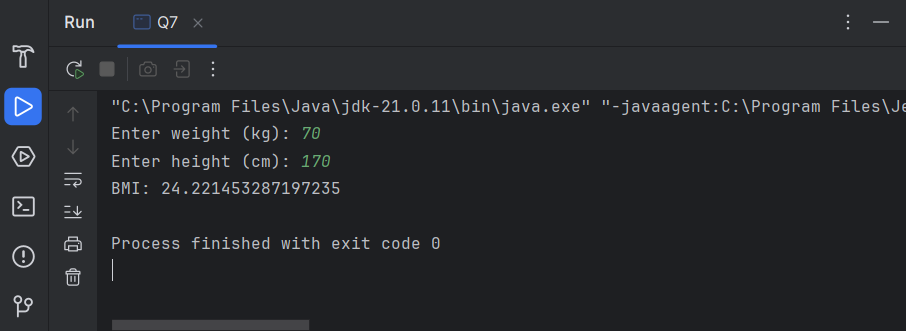 Run Q7
"C:\Program Files\Java\jdk-21.0.11\bin\java.exe" "-javaagent:C:\Program Files\Je
Enter weight (kg): 70
Enter height (cm): 170
BMI: 24.221453287197235
Process finished with exit code 0